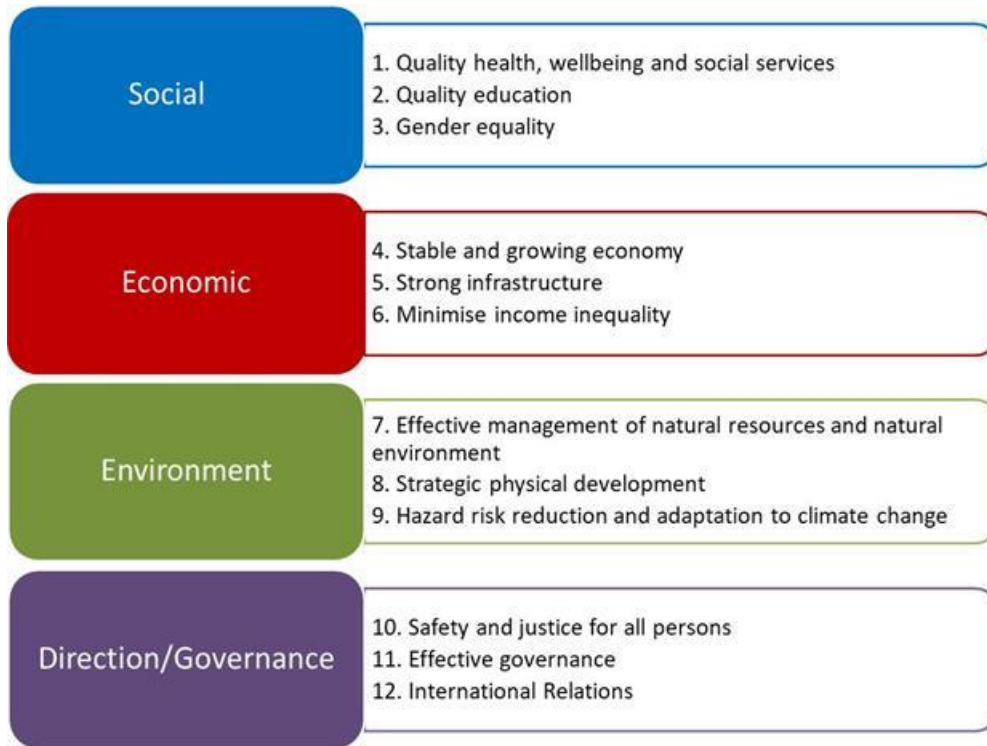 Social
1. Quality health, wellbeing and social services
2. Quality education
3. Gender equality
Economic
4. Stable and growing economy
5. Strong infrastructure
6. Minimise income inequality
Environment
7. Effective management of natural resources and natural
environment
8. Strategic physical development
9. Hazard risk reduction and adaptation to climate change
Direction/Governance
10. Safety and justice for all persons
11. Effective governance
12. International Relations